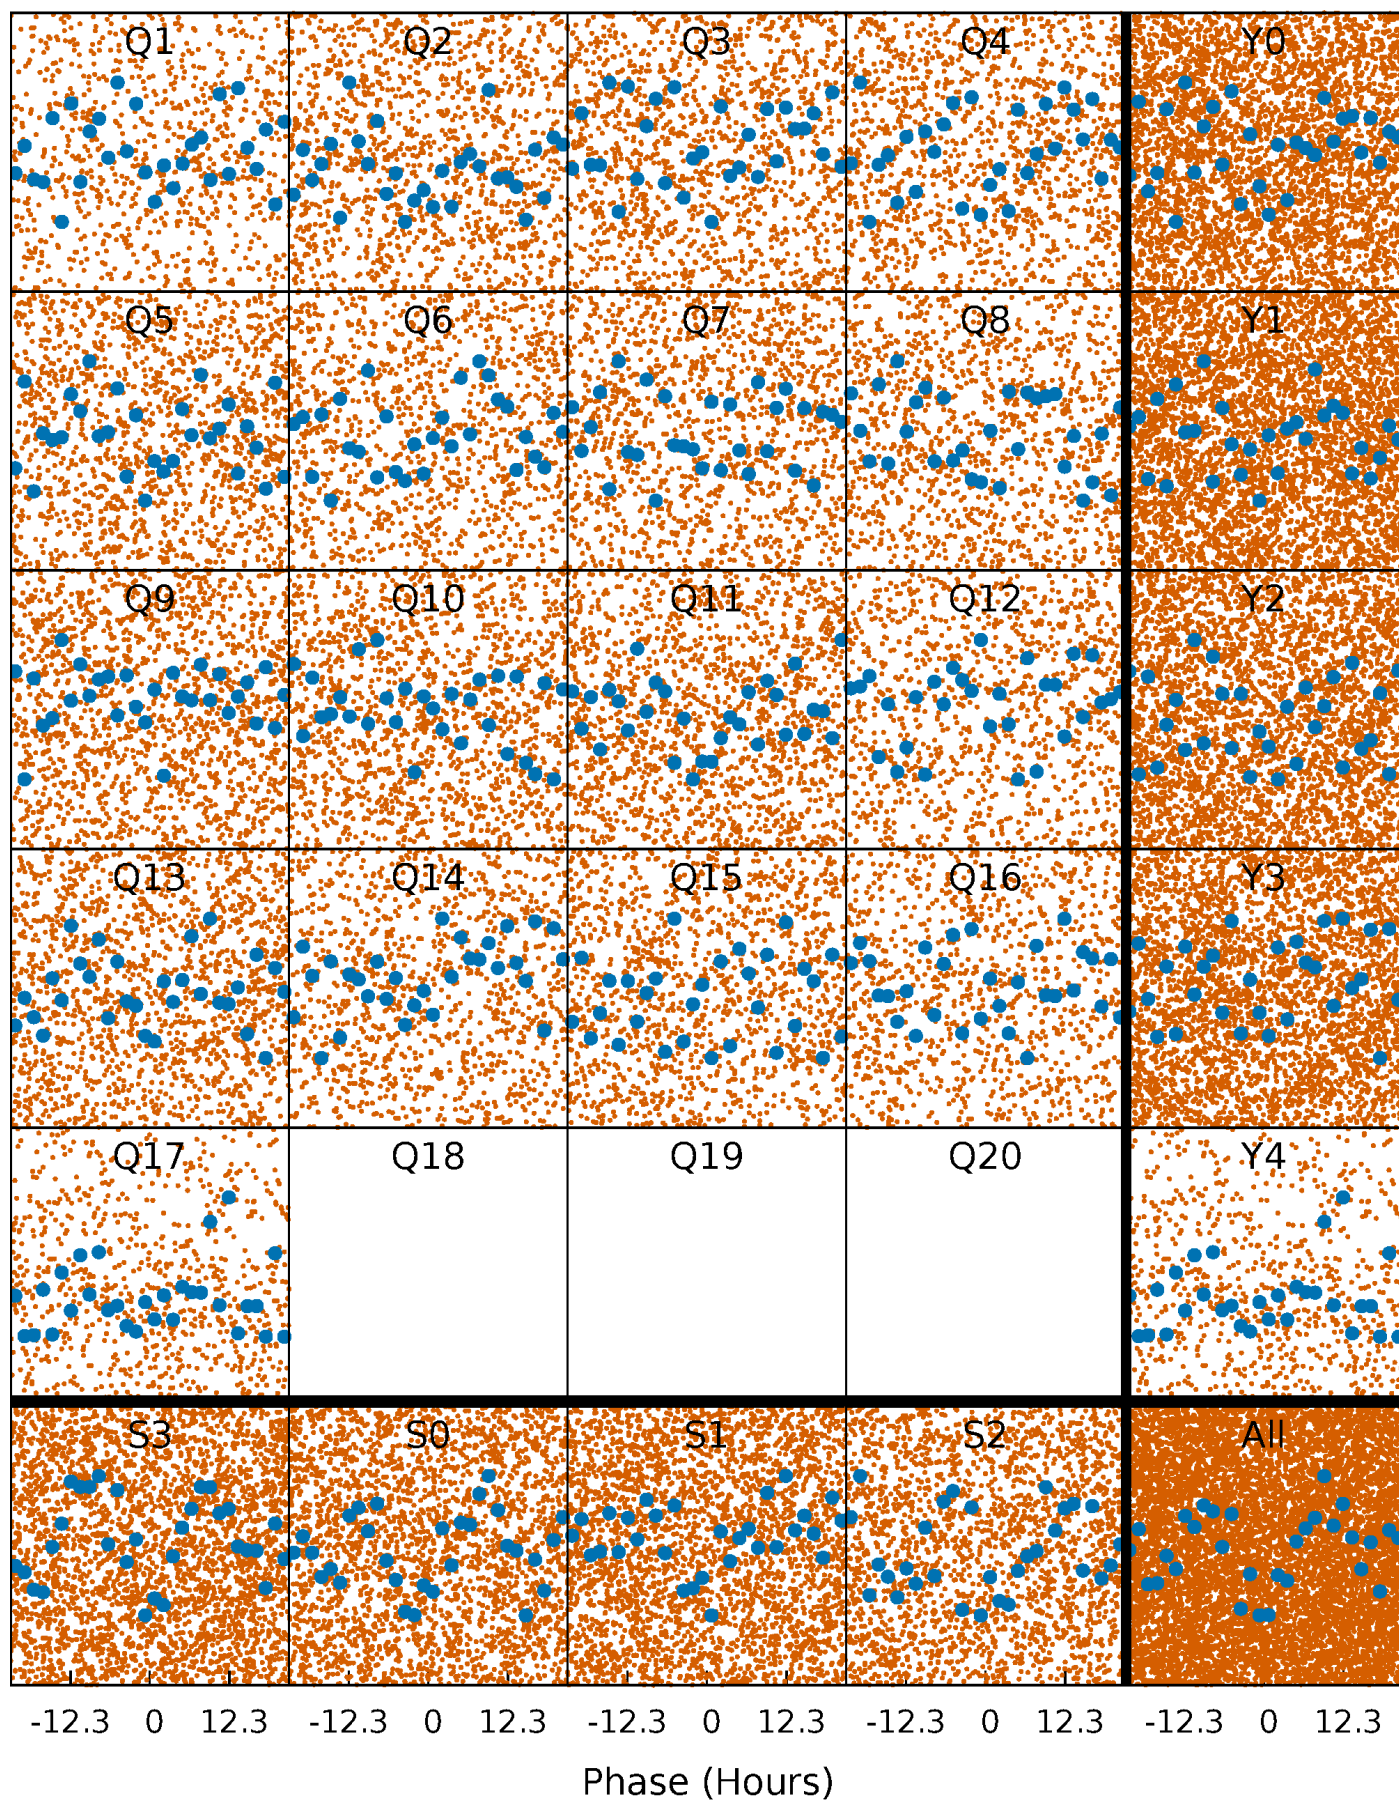 Q1 Q2 Q3 Q4 Y0
Q5 Q6 Q7 Q8 Y1
Q9 Q10 Q11 Q12 Y2
Q13 Q14 Q15 Q16 Y3
Q17 Q18 Q19 Q20 Y4
S3 S0 S1 S2 All
-12.3 0 12.3 -12.3 0 12.3 -12.3 0 12.3 -12.3 0 12.3 -12.3 0 12.3
Phase (Hours)